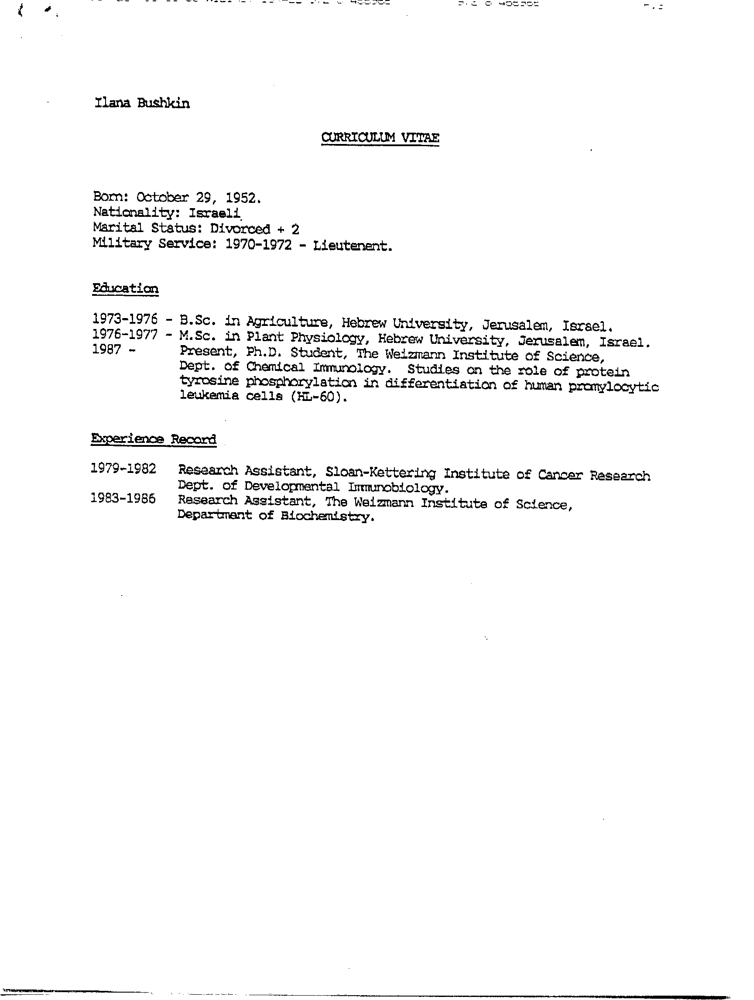 Ilana Bushkin
CURRICULUM VITAE
Born: October 29, 1952.
Nationality: Israeli
Marital Status: Divorced + 2
Military Service: 1970-1972 - Lieutenent.
Education
1973-1976 - B.Sc. in Agriculture, Hebrew University, Jerusalem, Israel.
1976-1977 - M.Sc. in Plant Physiology, Hebrew University, Jerusalem, Israel.
1987 - Present, Ph.D. Student, The Weizmann Institute of Science,
Dept. of Chemical Immunology. Studies on the role of protein
tyrosine phosphorylation in differentiation of human promylocytic
leukemia cells (HL-60).
Experience Record
1979-1982 Research Assistant, Sloan-Kettering Institute of Cancer Research
Dept. of Developmental Immunobiology.
1983-1986 Research Assistant, The Weizmann Institute of Science,
Department of Biochemistry.